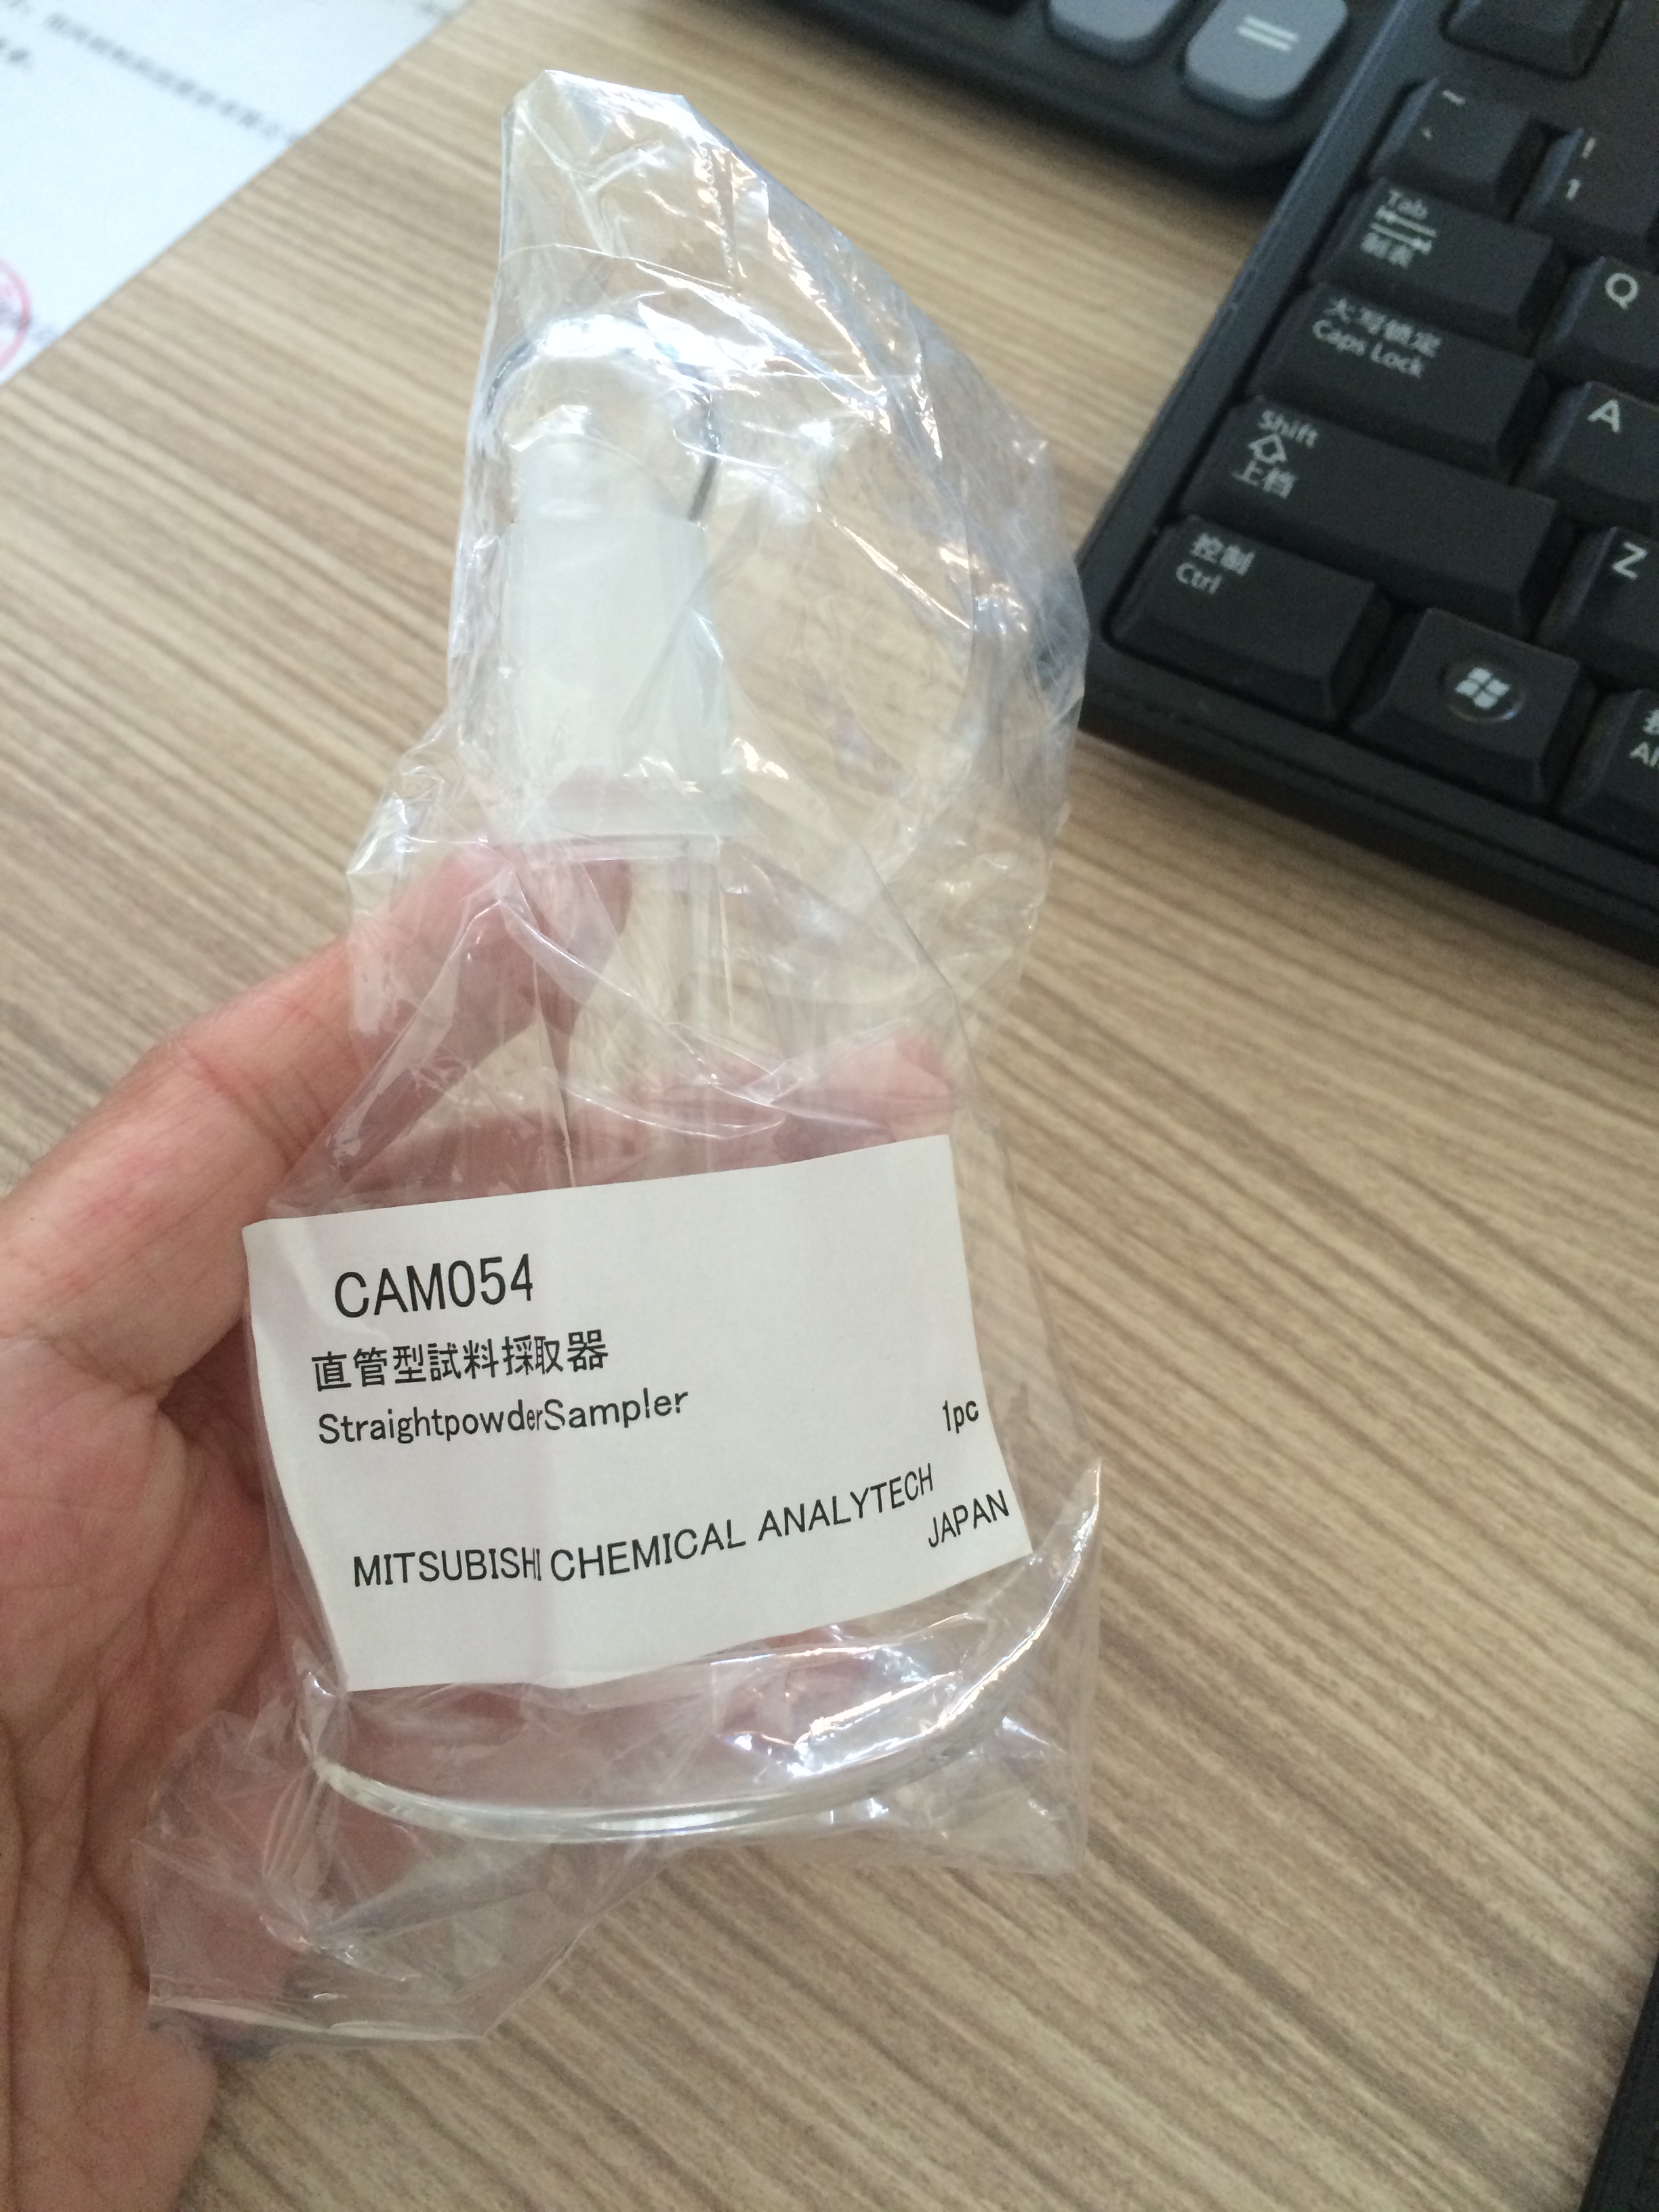 =
~
`
!
1
Tab
制表
Q
大写锁定
Caps Lock
A
Shift
上档
Z
控制
Ctrl
CAM054
直管型試料採取器
StraightpowderSampler
1pc
MITSUBISHI CHEMICAL ANALYTECH
JAPAN